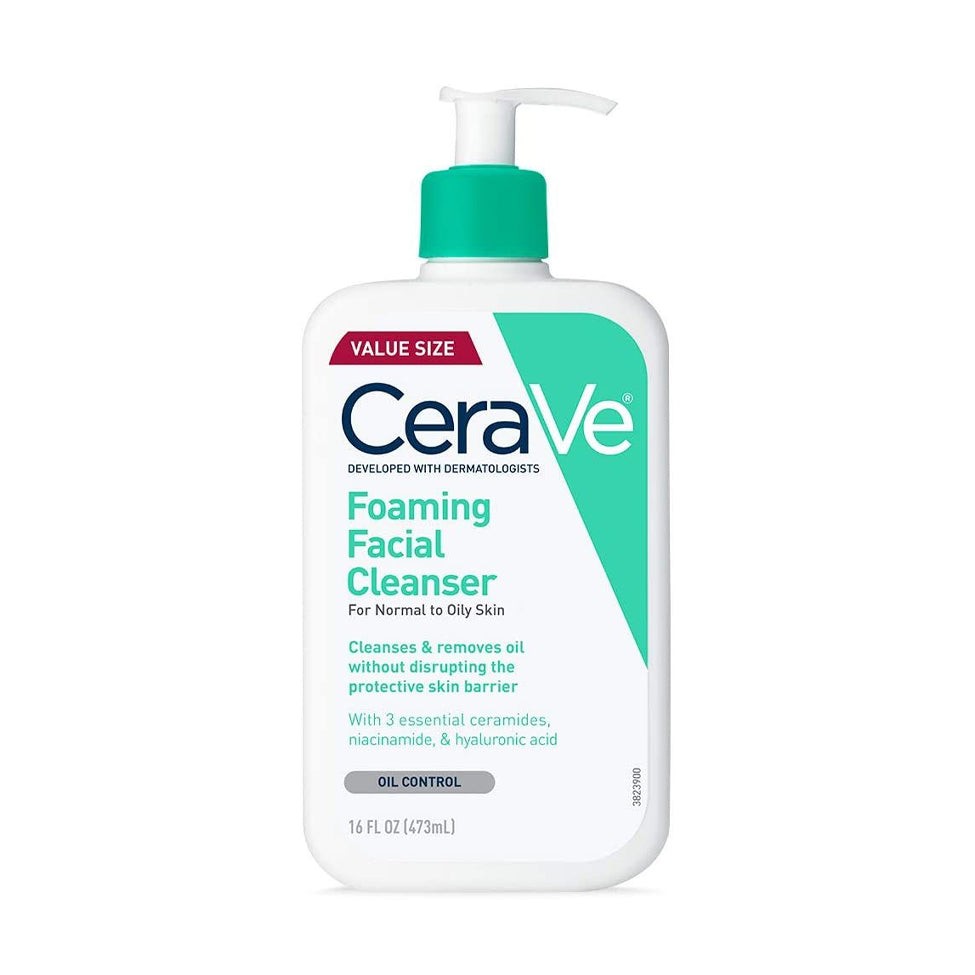 VALUE SIZE
CeraVe®
DEVELOPED WITH DERMATOLOGISTS
Foaming
Facial
Cleanser
For Normal to Oily Skin
Cleanses & removes oil
without disrupting the
protective skin barrier
With 3 essential ceramides,
niacinamide, & hyaluronic acid
OIL CONTROL
3823900
16 FL OZ (473mL)